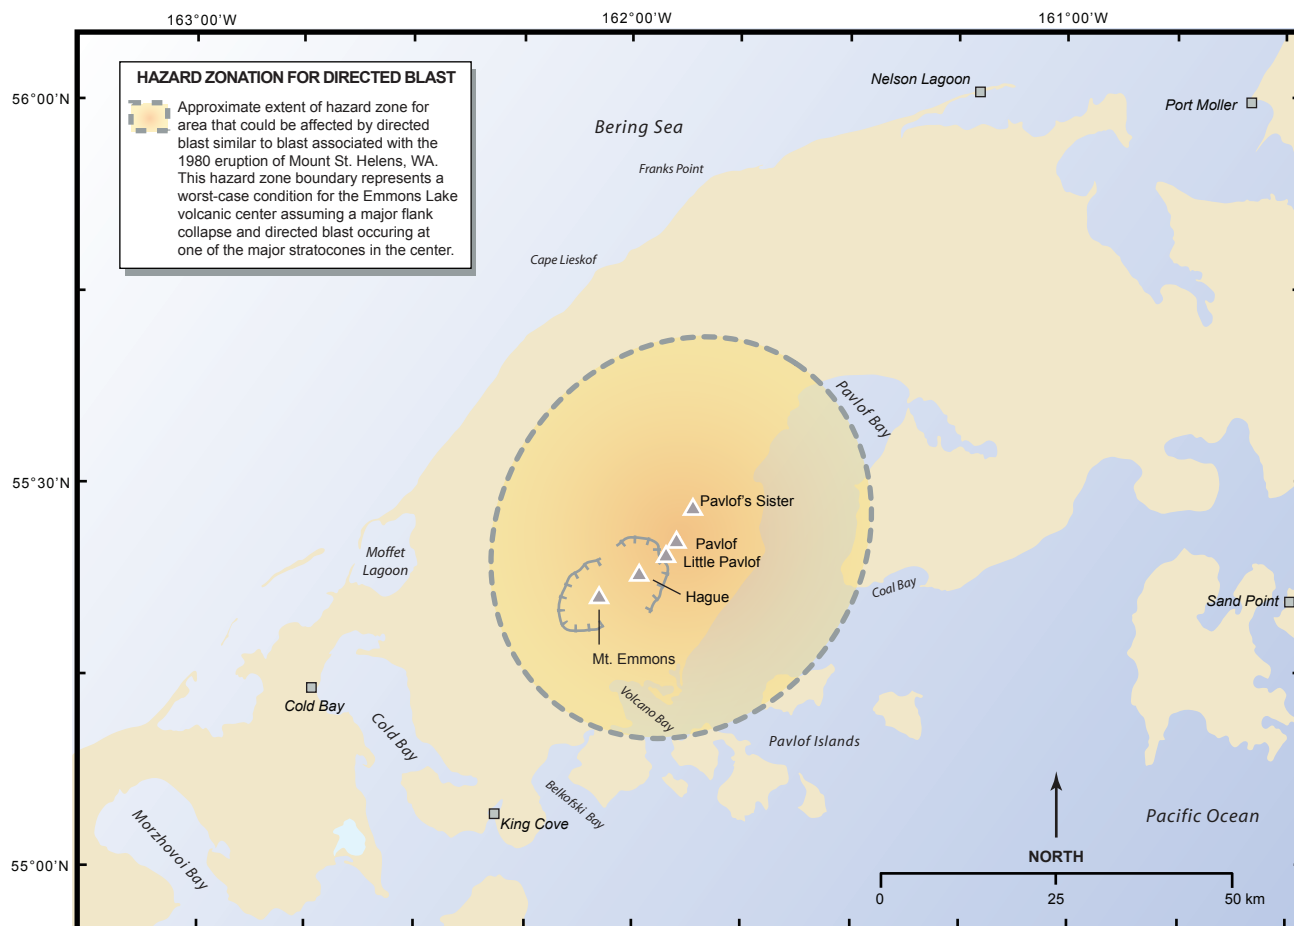 163°00'W
162°00'W
161°00'W
HAZARD ZONATION FOR DIRECTED BLAST
Approximate extent of hazard zone for
area that could be affected by directed
blast similar to blast associated with the
1980 eruption of Mount St. Helens, WA.
This hazard zone boundary represents a
worst-case condition for the Emmons Lake
volcanic center assuming a major flank
collapse and directed blast occuring at
one of the major stratocones in the center.
56°00'N
Nelson Lagoon
Port Moller
Bering Sea
Franks Point
Cape Lieskof
Pavlof Bay
55°30'N
Pavlof's Sister
Pavlof
Little Pavlof
Moffet
Lagoon
Hague
Coal Bay
Sand Point
Mt. Emmons
Volcano Bay
Cold Bay
Cold Bay
Pavlof Islands
Belkofski Bay
King Cove
Morzhovoi Bay
Pacific Ocean
NORTH
55°00'N
0
25
50 km